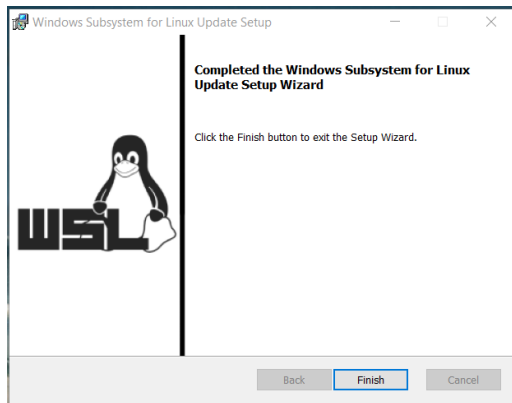 Windows Subsystem for Linux Update Setup
Completed the Windows Subsystem for Linux
Update Setup Wizard
Click the Finish button to exit the Setup Wizard.
WSL
Back
Finish
Cancel